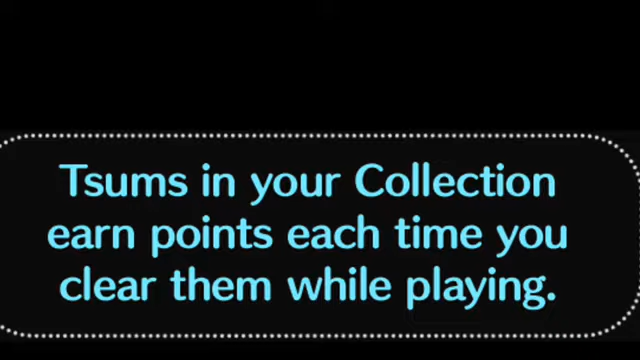 Tsums in your Collection
earn points each time you
clear them while playing.